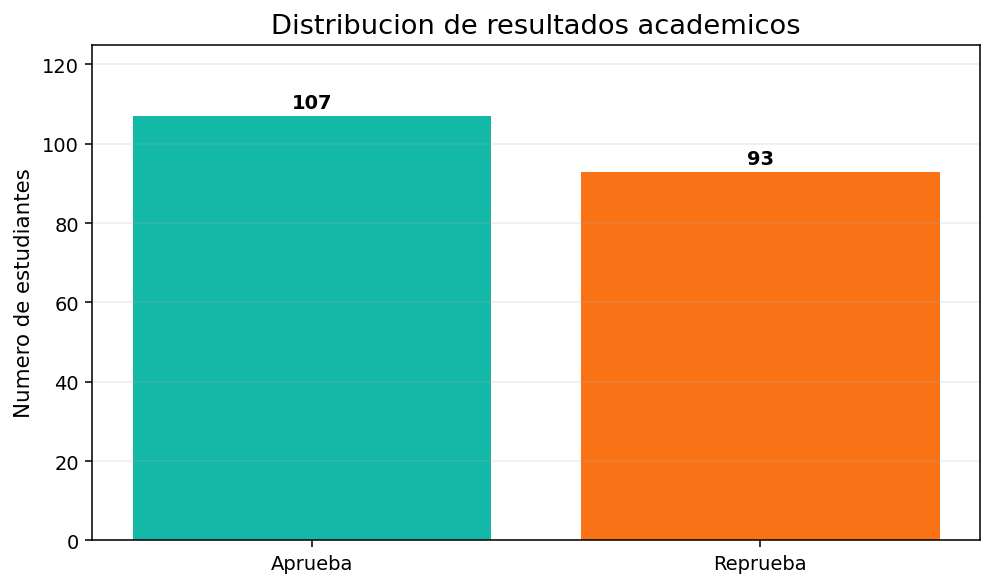 Distribucion de resultados academicos
Numero de estudiantes
120
100
80
60
40
20
0
107
93
Aprueba
Reprueba